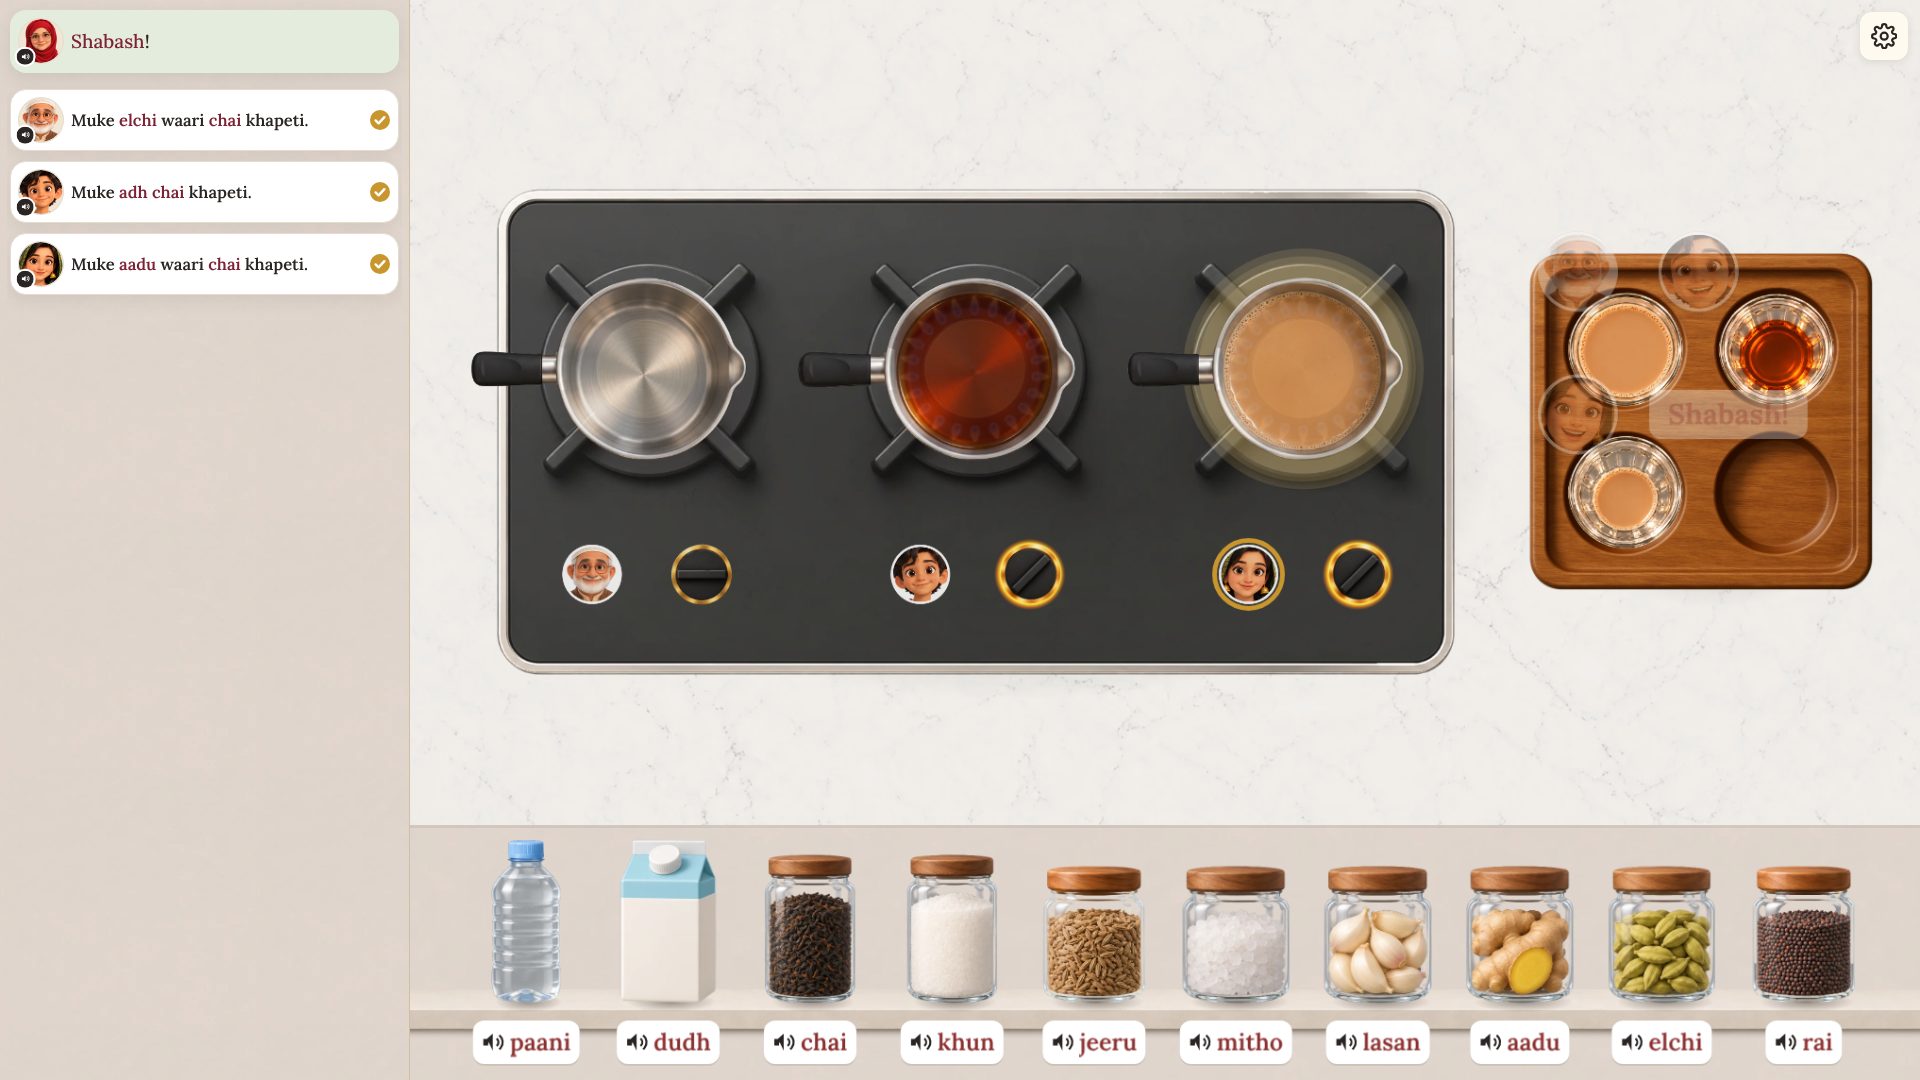 Shabash!
Muke elchi waari chai khapeti.
Muke adh chai khapeti.
Muke aadu waari chai khapeti.
Shabash!
paani
dudh
chai
khun
jeeru
mitho
lasan
aadu
elchi
rai